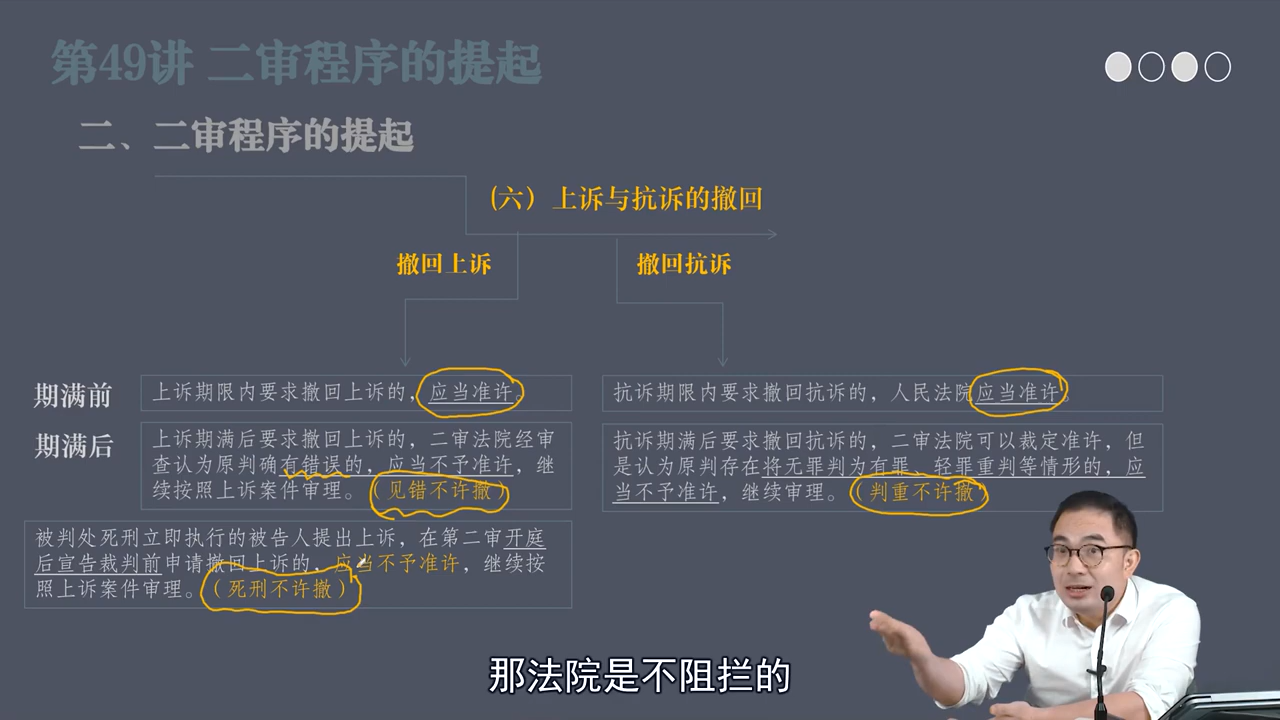 第49讲 二审程序的提起
二、二审程序的提起
(六) 上诉与抗诉的撤回
撤回上诉
撤回抗诉
期满前
上诉期限内要求撤回上诉的，应当准许。
抗诉期限内要求撤回抗诉的，人民法院应当准许。
期满后
上诉期满后要求撤回上诉的，二审法院经审
查认为原判确有错误的，应当不予准许，继
续按照上诉案件审理。（见错不许撤）
抗诉期满后要求撤回抗诉的，二审法院可以裁定准许，但
是认为原判存在将无罪判为有罪、轻罪重判等情形的，应
当不予准许，继续审理。（判重不许撤）
被判处死刑立即执行的被告人提出上诉，在第二审开庭
后宣告裁判前申请撤回上诉的，应当不予准许，继续按
照上诉案件审理。（死刑不许撤）
那法院是不阻拦的